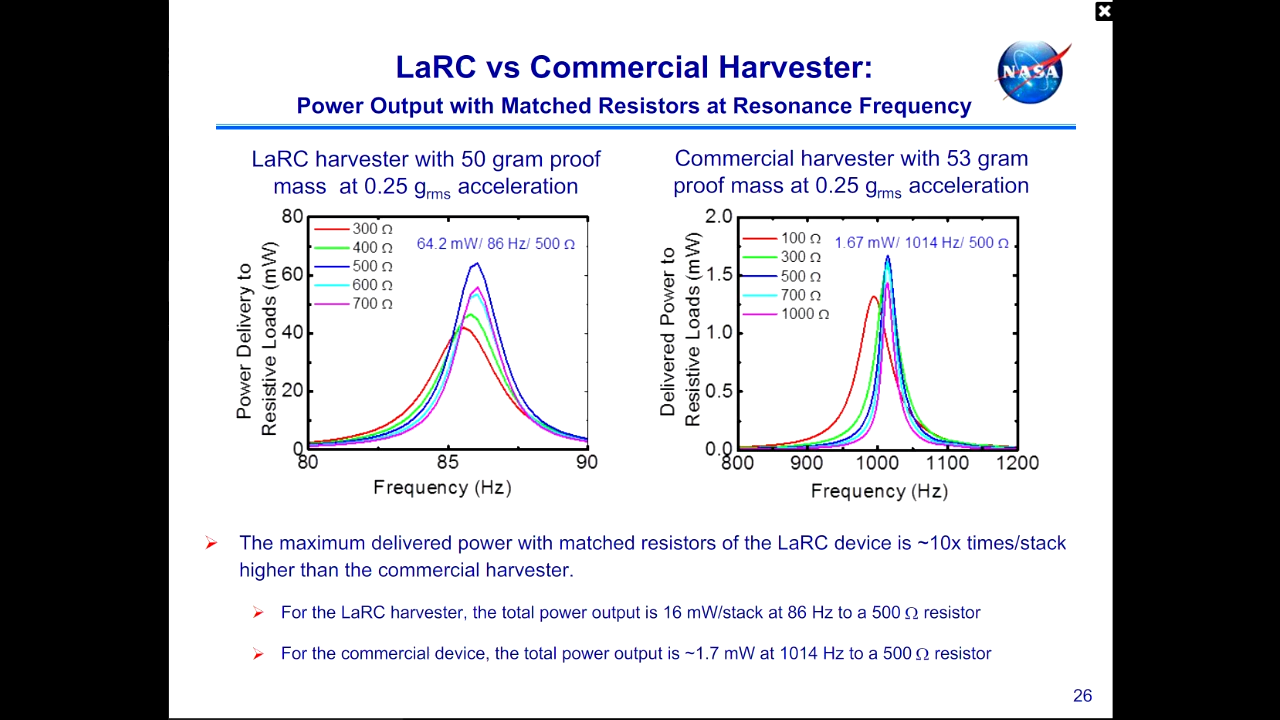 LaRC vs Commercial Harvester:
Power Output with Matched Resistors at Resonance Frequency
NASA
LaRC harvester with 50 gram proof
mass at 0.25 grms acceleration
80
60
40
20
0
80
85
90
300 Ω
400 Ω
500 Ω
600 Ω
700 Ω
64.2 mW/ 86 Hz/ 500 Ω
Power Delivery to
Resistive Loads (mW)
Frequency (Hz)
Commercial harvester with 53 gram
proof mass at 0.25 grms acceleration
2.0
1.5
1.0
0.5
0.0
800
900
1000
1100
1200
100 Ω
300 Ω
500 Ω
700 Ω
1000 Ω
1.67 mW/ 1014 Hz/ 500 Ω
Delivered Power to
Resistive Loads (mW)
Frequency (Hz)
The maximum delivered power with matched resistors of the LaRC device is ~10x times/stack
higher than the commercial harvester.
For the LaRC harvester, the total power output is 16 mW/stack at 86 Hz to a 500 Ω resistor
For the commercial device, the total power output is ~1.7 mW at 1014 Hz to a 500 Ω resistor
26